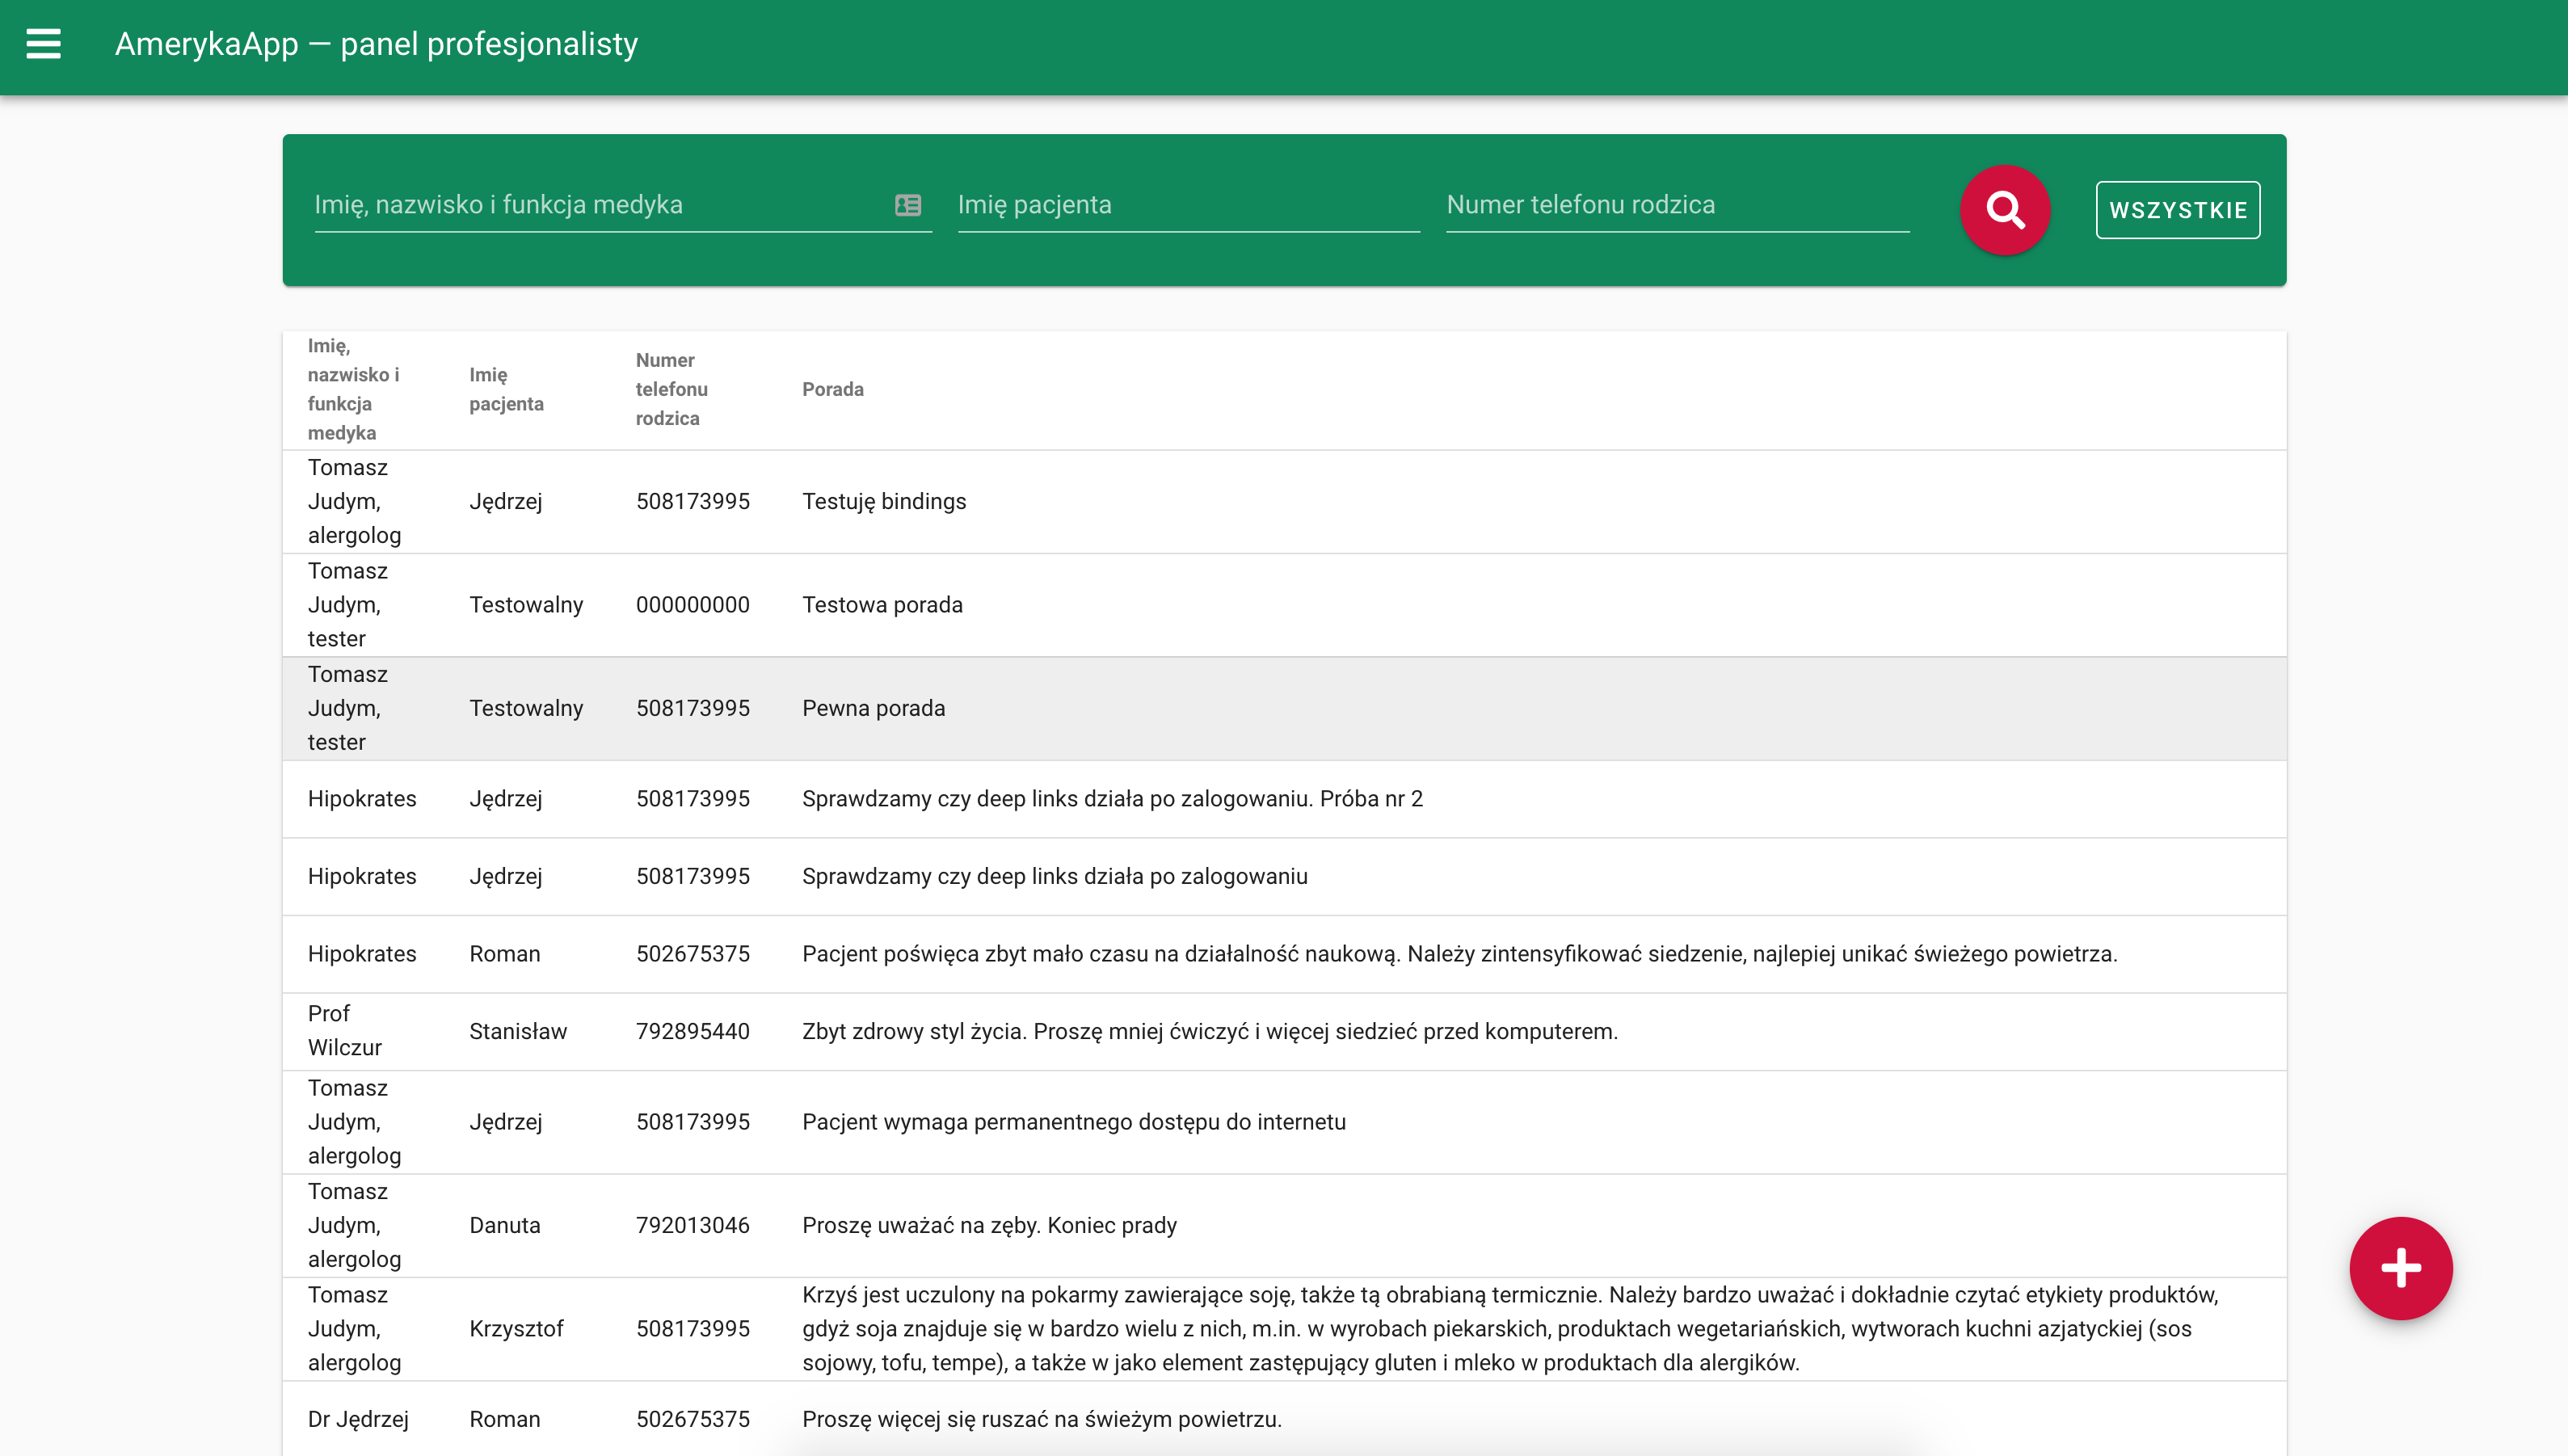 AmerykaApp — panel profesjonalisty
Imię, nazwisko i funkcja medyka
Imię pacjenta
Numer telefonu rodzica
WSZYSTKIE
Imię,
nazwisko i
funkcja
medyka
Imię
pacjenta
Numer
telefonu
rodzica
Porada
Tomasz
Judym,
alergolog
Jędrzej
508173995
Testuję bindings
Tomasz
Judym,
tester
Testowalny
000000000
Testowa porada
Tomasz
Judym,
tester
Testowalny
508173995
Pewna porada
Hipokrates
Jędrzej
508173995
Sprawdzamy czy deep links działa po zalogowaniu. Próba nr 2
Hipokrates
Jędrzej
508173995
Sprawdzamy czy deep links działa po zalogowaniu
Hipokrates
Roman
502675375
Pacjent poświęca zbyt mało czasu na działalność naukową. Należy zintensyfikować siedzenie, najlepiej unikać świeżego powietrza.
Prof
Wilczur
Stanisław
792895440
Zbyt zdrowy styl życia. Proszę mniej ćwiczyć i więcej siedzieć przed komputerem.
Tomasz
Judym,
alergolog
Jędrzej
508173995
Pacjent wymaga permanentnego dostępu do internetu
Tomasz
Judym,
alergolog
Danuta
792013046
Proszę uważać na zęby. Koniec prady
Tomasz
Judym,
alergolog
Krzysztof
508173995
Krzyś jest uczulony na pokarmy zawierające soję, także tą obrabianą termicznie. Należy bardzo uważać i dokładnie czytać etykiety produktów,
gdyż soja znajduje się w bardzo wielu z nich, m.in. w wyrobach piekarskich, produktach wegetariańskich, wytworach kuchni azjatyckiej (sos
sojowy, tofu, tempe), a także w jako element zastępujący gluten i mleko w produktach dla alergików.
Dr Jędrzej
Roman
502675375
Proszę więcej się ruszać na świeżym powietrzu.